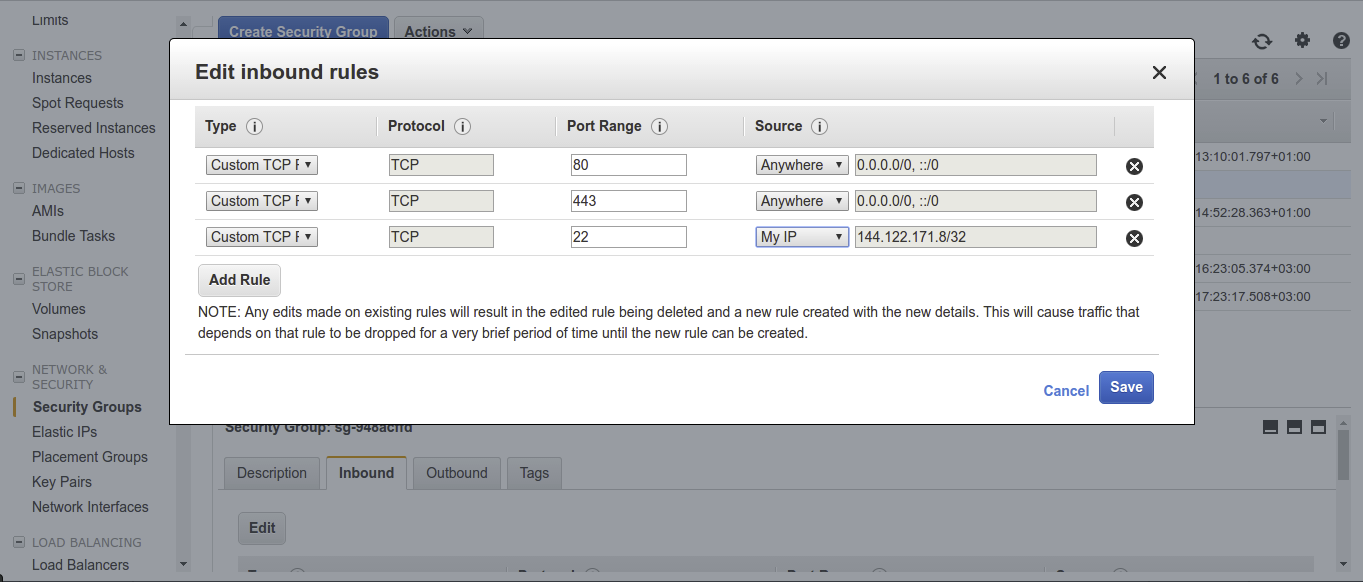 Limits
INSTANCES
Instances
Spot Requests
Reserved Instances
Dedicated Hosts
IMAGES
AMIs
Bundle Tasks
ELASTIC BLOCK
STORE
Volumes
Snapshots
NETWORK &
SECURITY
Security Groups
Elastic IPs
Placement Groups
Key Pairs
Network Interfaces
LOAD BALANCING
Load Balancers
Create Security Group Actions
1 to 6 of 6
13:10:01.797+01:00
14:52:28.363+01:00
16:23:05.374+03:00
17:23:17.508+03:00
Edit inbound rules
Type Protocol Port Range Source
Custom TCP TCP 80 Anywhere 0.0.0.0/0, ::/0
Custom TCP TCP 443 Anywhere 0.0.0.0/0, ::/0
Custom TCP TCP 22 My IP 144.122.171.8/32
Add Rule
NOTE: Any edits made on existing rules will result in the edited rule being deleted and a new rule created with the new details. This will cause traffic that
depends on that rule to be dropped for a very brief period of time until the new rule can be created.
Cancel Save
Security Group:
Description Inbound Outbound Tags
Edit